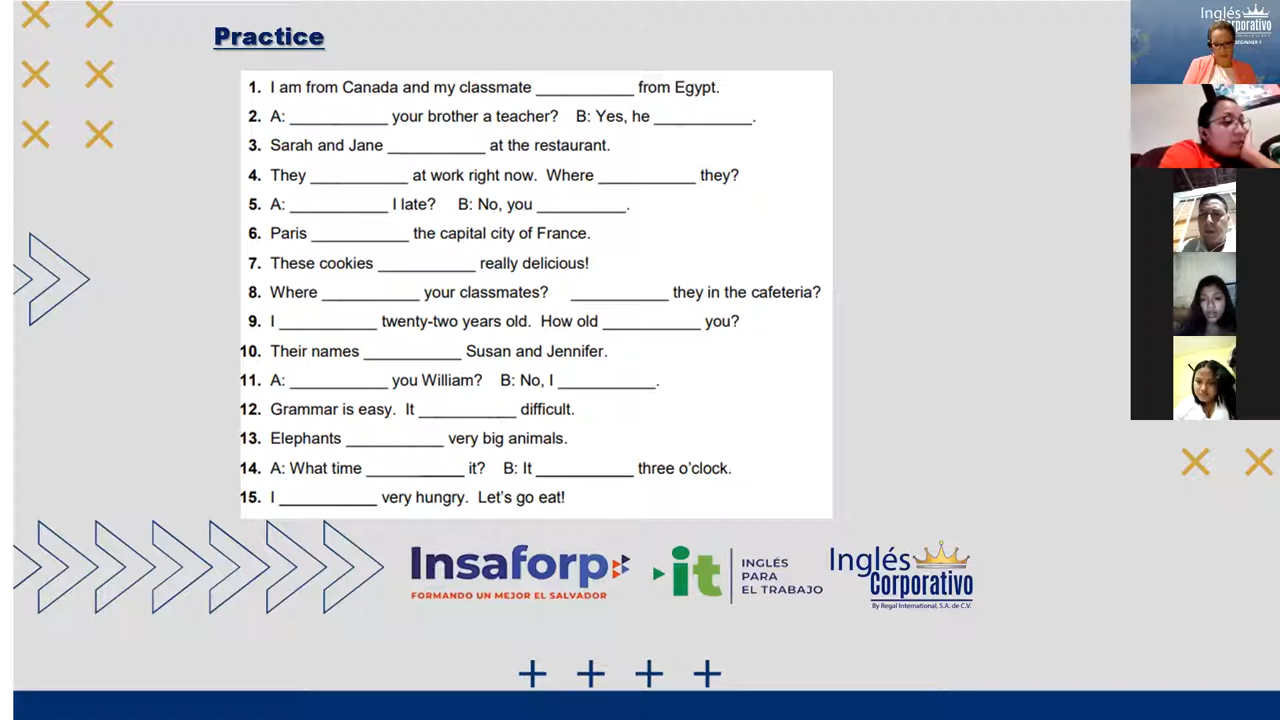 Practice
1. I am from Canada and my classmate ___________ from Egypt.
2. A: ___________ your brother a teacher? B: Yes, he ___________.
3. Sarah and Jane ___________ at the restaurant.
4. They ___________ at work right now. Where ___________ they?
5. A: ___________ I late? B: No, you __________.
6. Paris ___________ the capital city of France.
7. These cookies ___________ really delicious!
8. Where ___________ your classmates? ___________ they in the cafeteria?
9. I ___________ twenty-two years old. How old ___________ you?
10. Their names ___________ Susan and Jennifer.
11. A: ___________ you William? B: No, I ___________.
12. Grammar is easy. It ___________ difficult.
13. Elephants ___________ very big animals.
14. A: What time ___________ it? B: It ___________ three o'clock.
15. I ___________ very hungry. Let's go eat!
Insaforp
FORMANDO UN MEJOR EL SALVADOR
it
INGLÉS
PARA
EL TRABAJO
Inglés
Corporativo
By Regal International, S.A. de C.V.
Inglés
Corporativo
BEGINNER 1